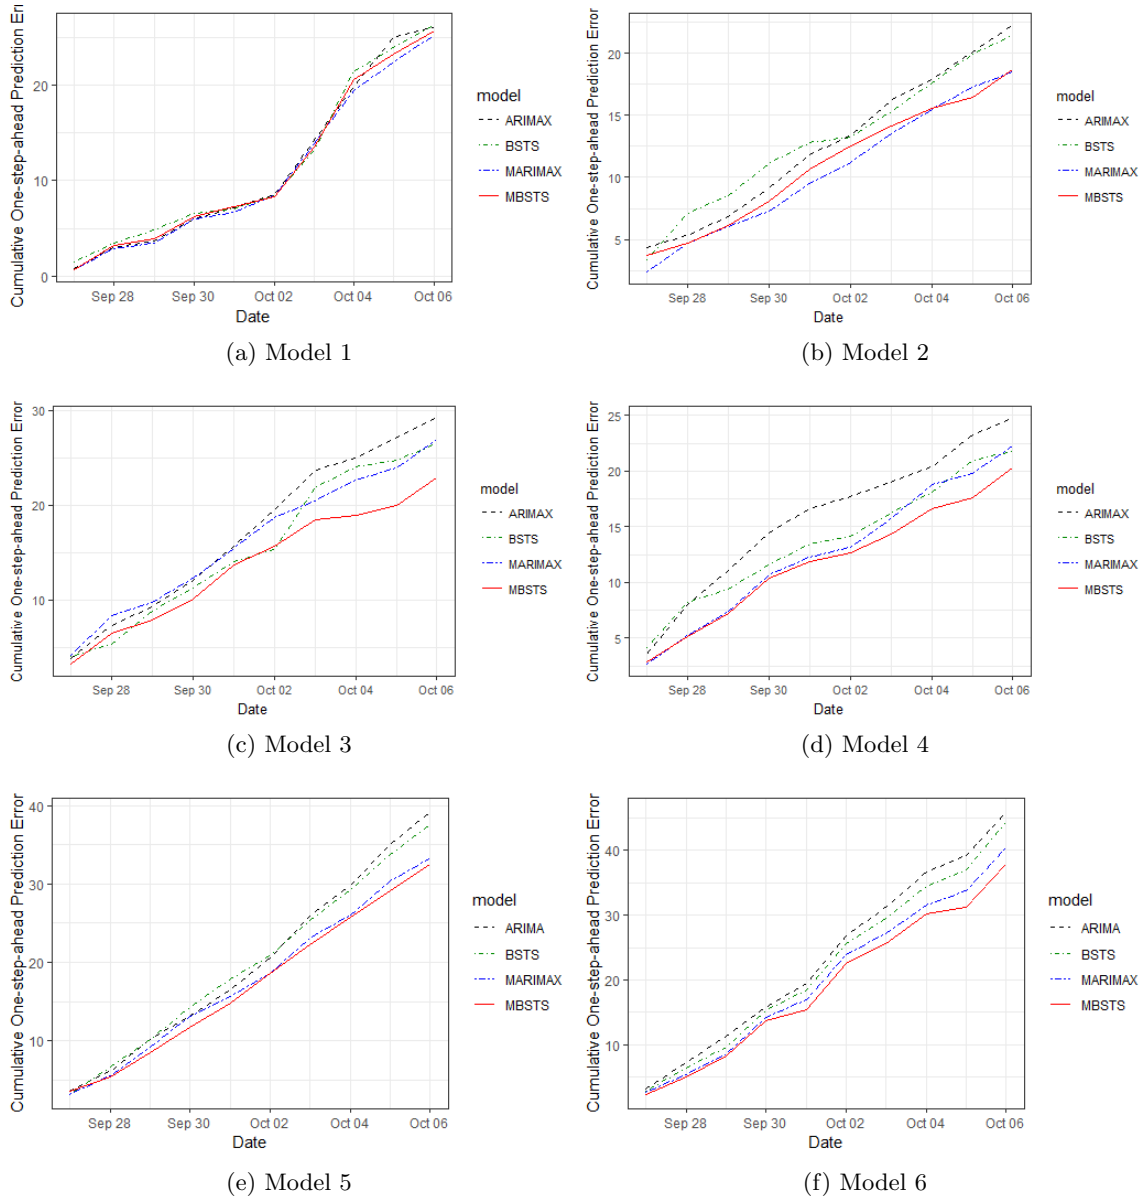 Cumulative One-step-ahead Prediction Err
20
10
0
Sep 28 Sep 30 Oct 02 Oct 04 Oct 06
Date
model
ARIMAX
BSTS
MARIMAX
MBSTS
(a) Model 1
Cumulative One-step-ahead Prediction Error
20
15
10
5
Sep 28 Sep 30 Oct 02 Oct 04 Oct 06
Date
model
ARIMAX
BSTS
MARIMAX
MBSTS
(b) Model 2
Cumulative One-step-ahead Prediction Error
30
20
10
Sep 28 Sep 30 Oct 02 Oct 04 Oct 06
Date
model
ARIMAX
BSTS
MARIMAX
MBSTS
(c) Model 3
Cumulative One-step-ahead Prediction Error
25
20
15
10
5
Sep 28 Sep 30 Oct 02 Oct 04 Oct 06
Date
model
ARIMAX
BSTS
MARIMAX
MBSTS
(d) Model 4
Cumulative One-step-ahead Prediction Error
40
30
20
10
Sep 28 Sep 30 Oct 02 Oct 04 Oct 06
Date
model
ARIMA
BSTS
MARIMAX
MBSTS
(e) Model 5
Cumulative One-step-ahead Prediction Error
40
30
20
10
Sep 28 Sep 30 Oct 02 Oct 04 Oct 06
Date
model
ARIMA
BSTS
MARIMAX
MBSTS
(f) Model 6